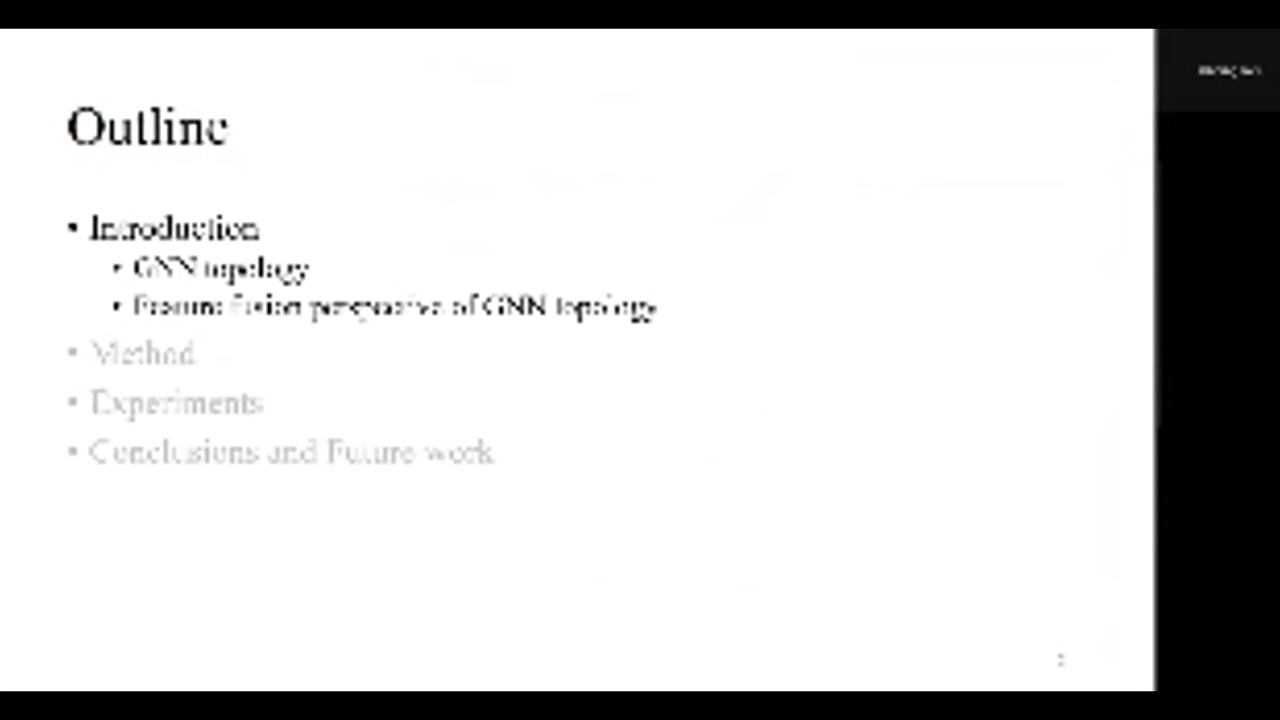 Outline
• Introduction
• GNN topology
• Feature fusion perspective of GNN topology
• Method
• Experiments
• Conclusions and Future work